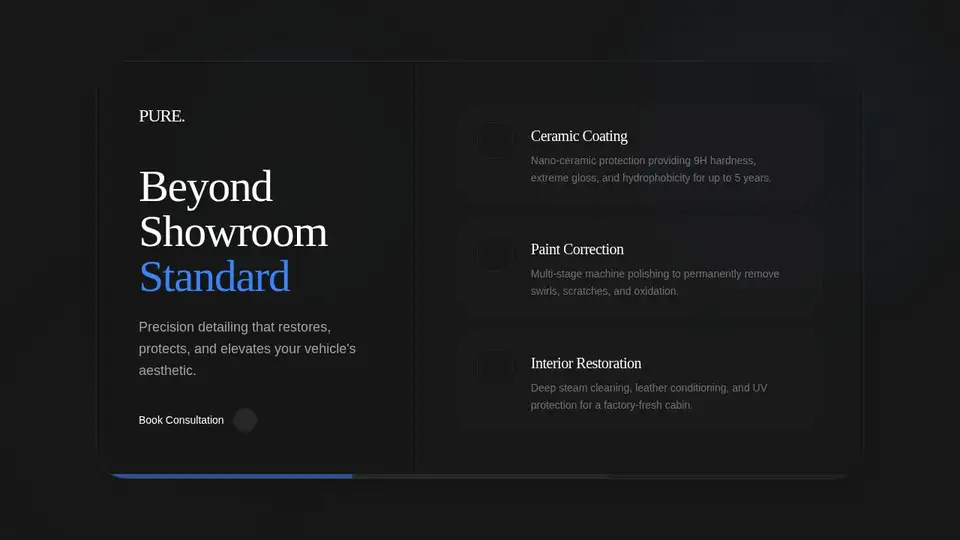 PURE.
Beyond
Showroom
Standard
Precision detailing that restores,
protects, and elevates your vehicle's
aesthetic.
Book Consultation
Ceramic Coating
Nano-ceramic protection providing 9H hardness,
extreme gloss, and hydrophobicity for up to 5 years.
Paint Correction
Multi-stage machine polishing to permanently remove
swirls, scratches, and oxidation.
Interior Restoration
Deep steam cleaning, leather conditioning, and UV
protection for a factory-fresh cabin.